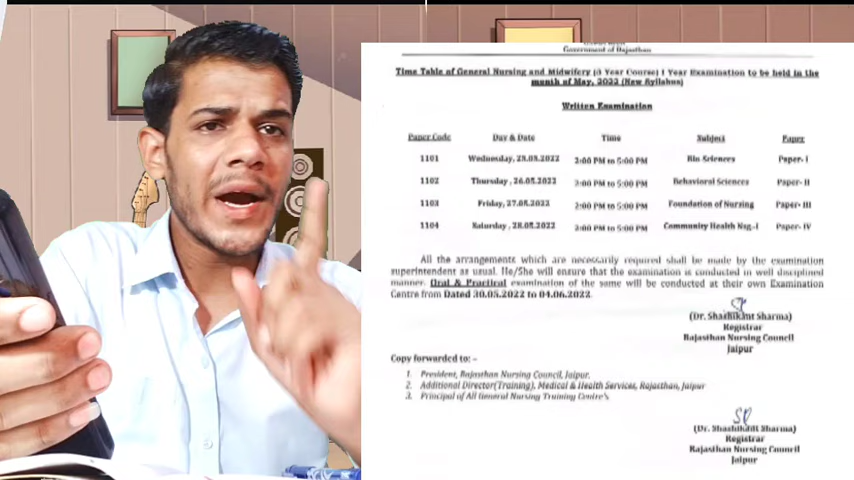 Government of Rajasthan
Time Table of General Nursing and Midwifery (3 Year Course) I Year Examination to be held in the
month of May, 2022 (New Syllabus)
Written Examination
Paper Code Day & Date Time Subject Paper
1101 Wednesday, 25.05.2022 2:00 PM to 5:00 PM Bio Sciences Paper- I
1102 Thursday , 26.05.2022 2:00 PM to 5:00 PM Behavioral Sciences Paper- II
1103 Friday, 27.05.2022 2:00 PM to 5:00 PM Foundation of Nursing Paper- III
1104 Saturday , 28.05.2022 2:00 PM to 5:00 PM Community Health Nsg-I Paper- IV
All the arrangements which are necessarily required shall be made by the examination
superintendent as usual. He/She will ensure that the examination is conducted in well disciplined
manner. Oral & Practical examination of the same will be conducted at their own Examination
Centre from Dated 30.05.2022 to 04.06.2022
(Dr. Shashikant Sharma)
Registrar
Rajasthan Nursing Council
Jaipur
Copy forwarded to: –
1. President, Rajasthan Nursing Council, Jaipur.
2. Additional Director(Training), Medical & Health Services, Rajasthan, Jaipur
3. Principal of All General Nursing Training Centre's
(Dr. Shashikant Sharma)
Registrar
Rajasthan Nursing Council
Jaipur